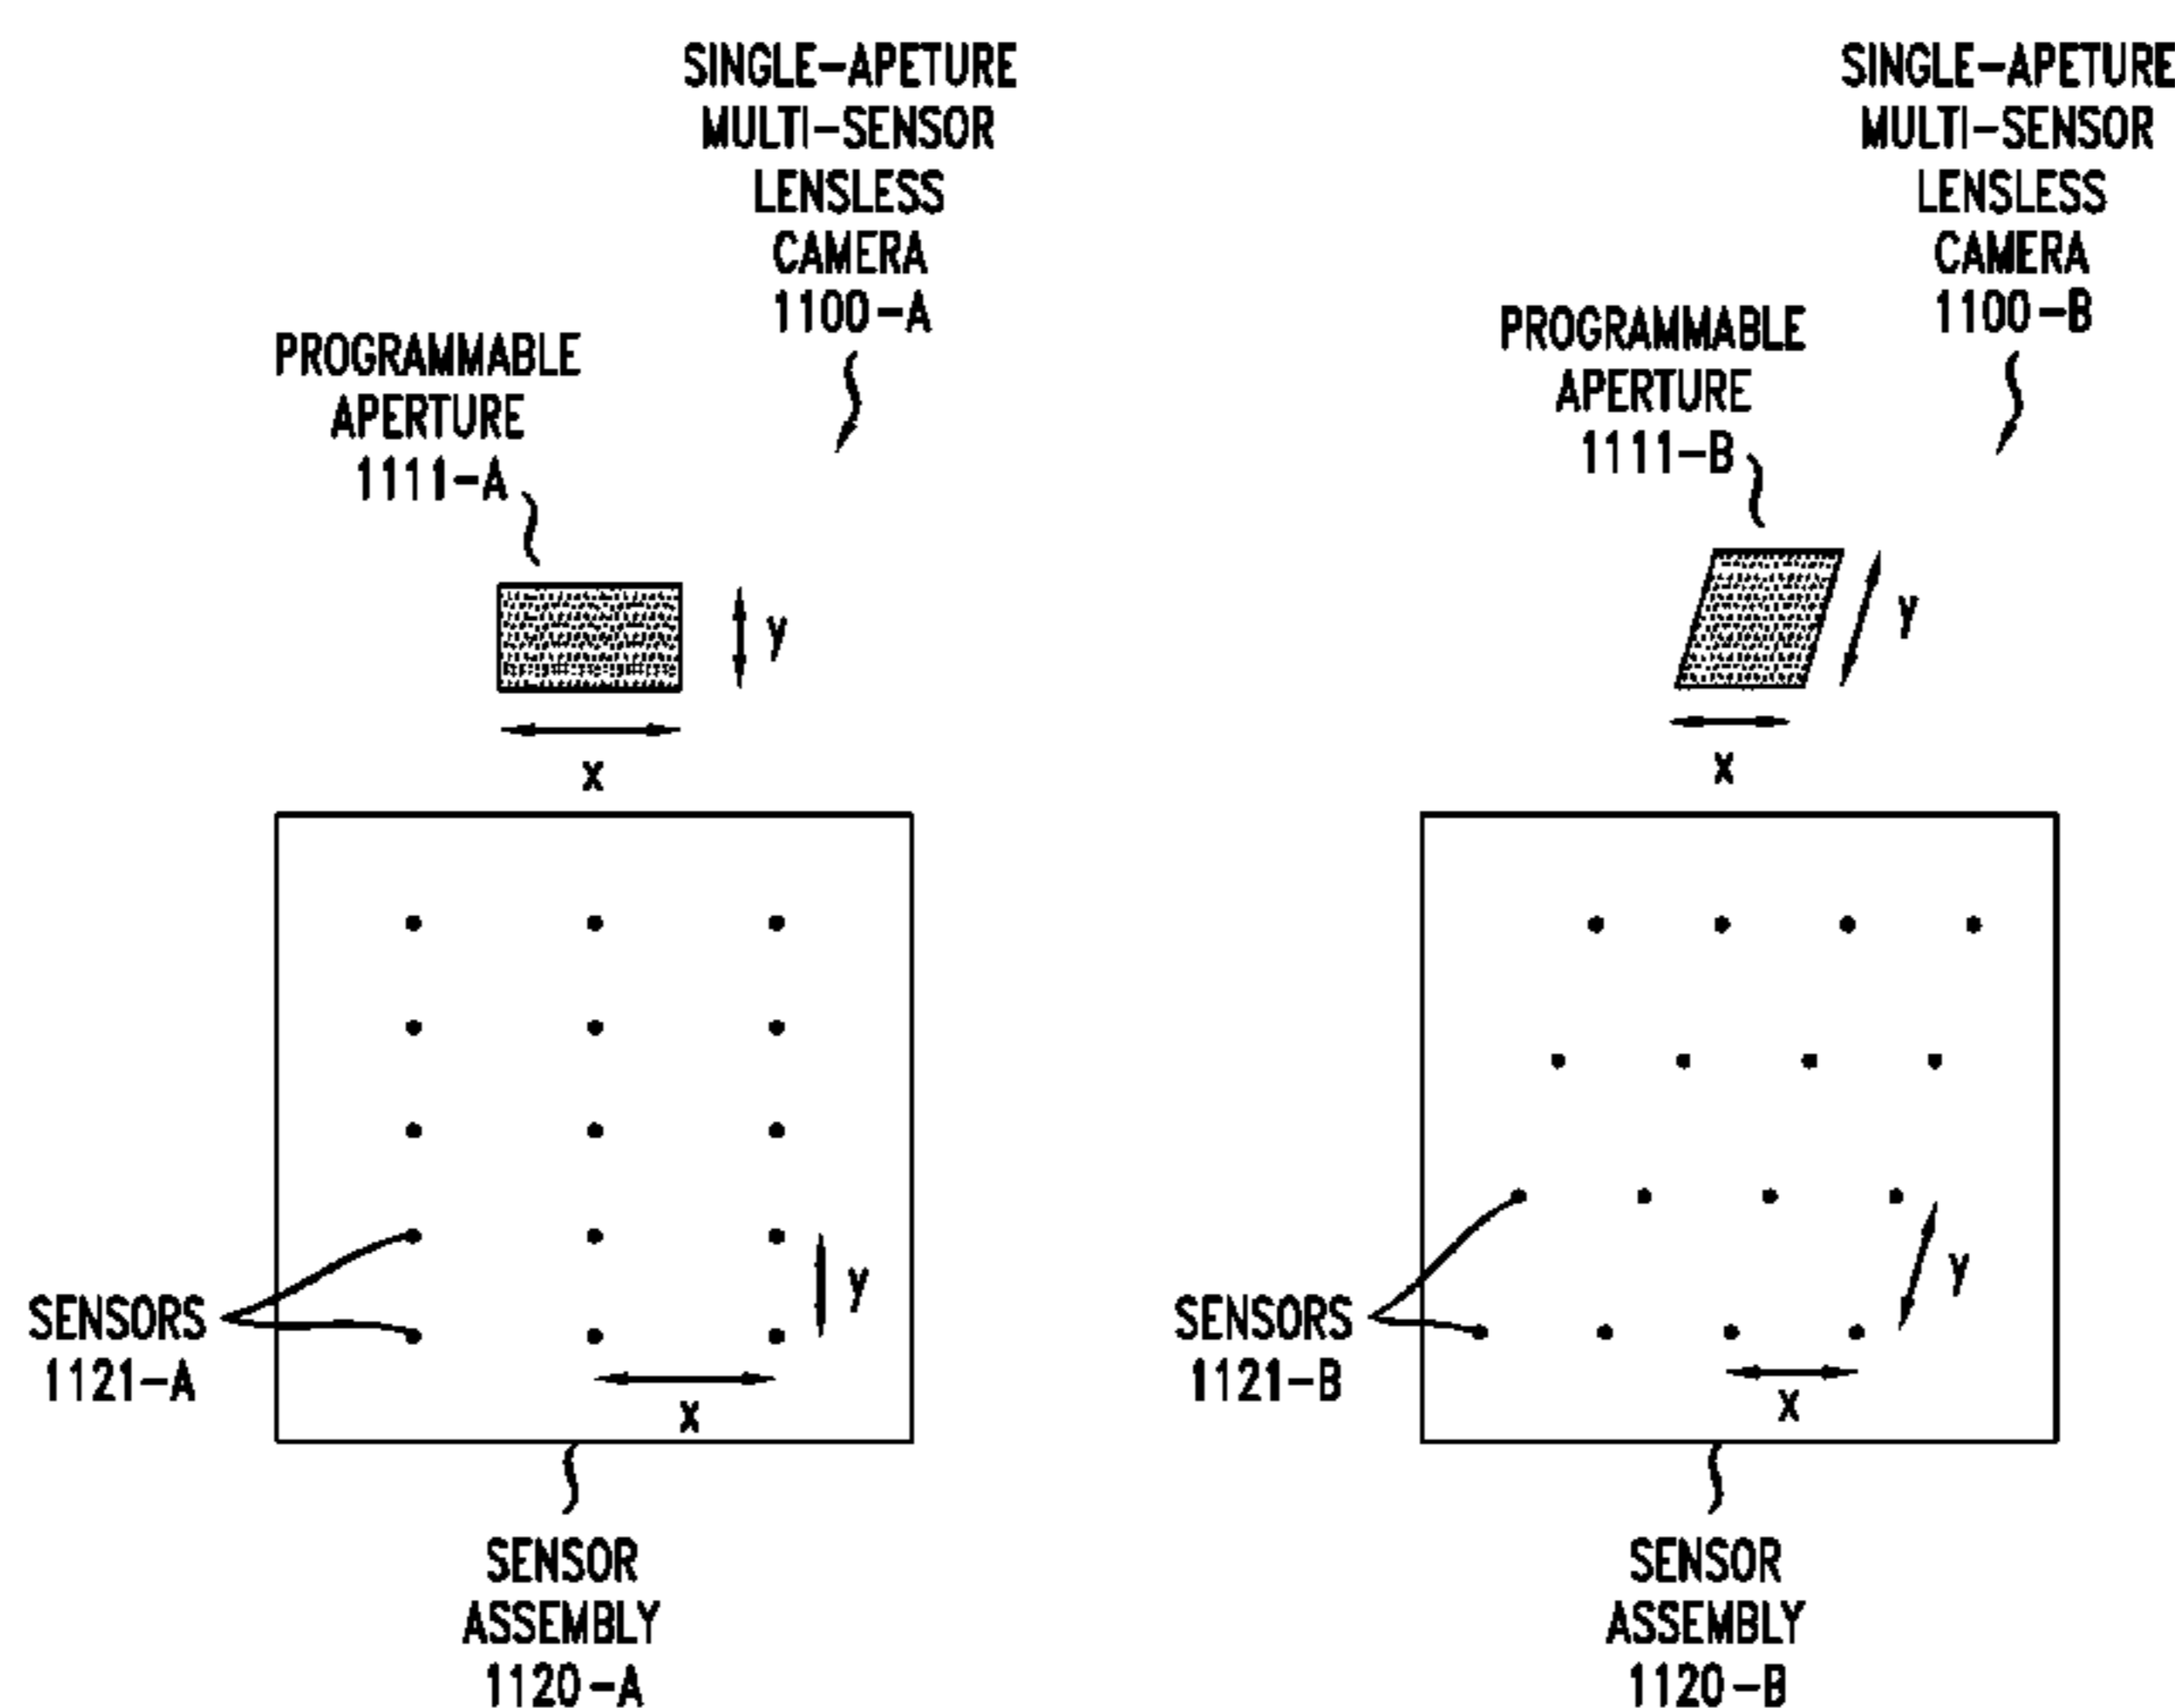 SINGLE-APETURE
MULTI-SENSOR
LENSLESS
CAMERA
1100-A
PROGRAMMABLE
APERTURE
1111-A
y
x
SENSORS
1121-A
y
x
SENSOR
ASSEMBLY
1120-A
SINGLE-APETURE
MULTI-SENSOR
LENSLESS
CAMERA
1100-B
PROGRAMMABLE
APERTURE
1111-B
y
x
SENSORS
1121-B
y
x
SENSOR
ASSEMBLY
1120-B